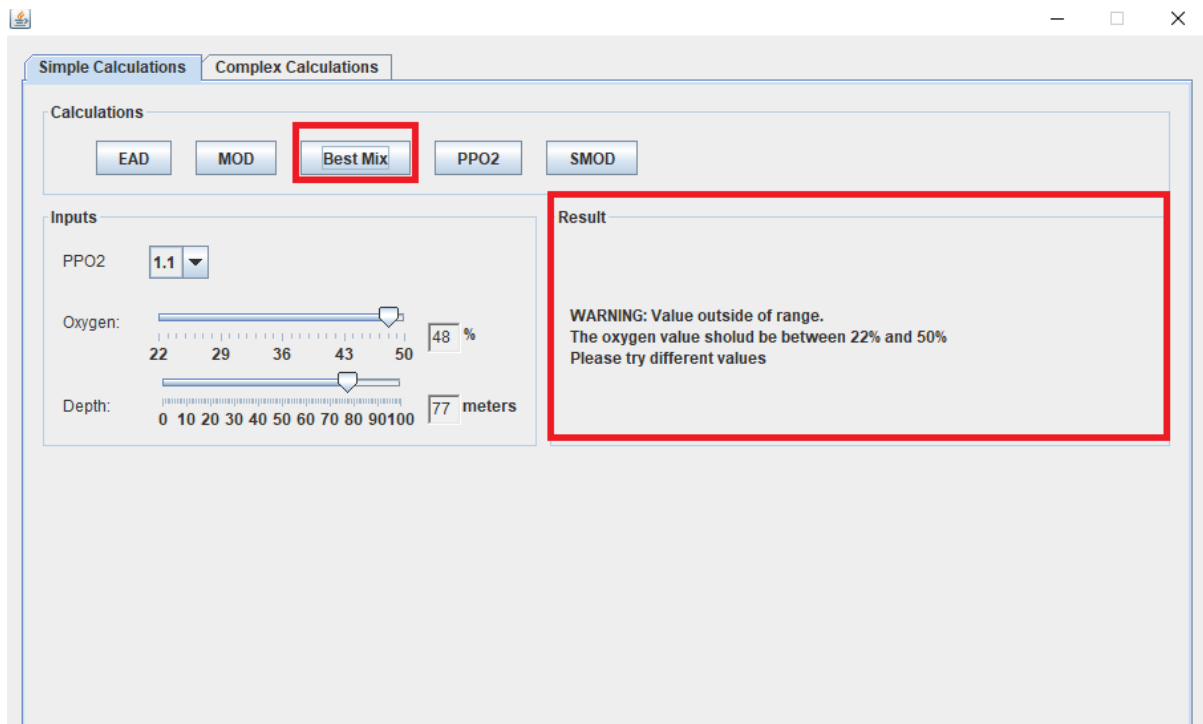 Simple Calculations Complex Calculations
Calculations
EAD MOD Best Mix PPO2 SMOD
Inputs
PPO2 1.1
Oxygen: 48 %
22 29 36 43 50
Depth: 77 meters
0 10 20 30 40 50 60 70 80 90100
Result
WARNING: Value outside of range.
The oxygen value sholud be between 22% and 50%
Please try different values